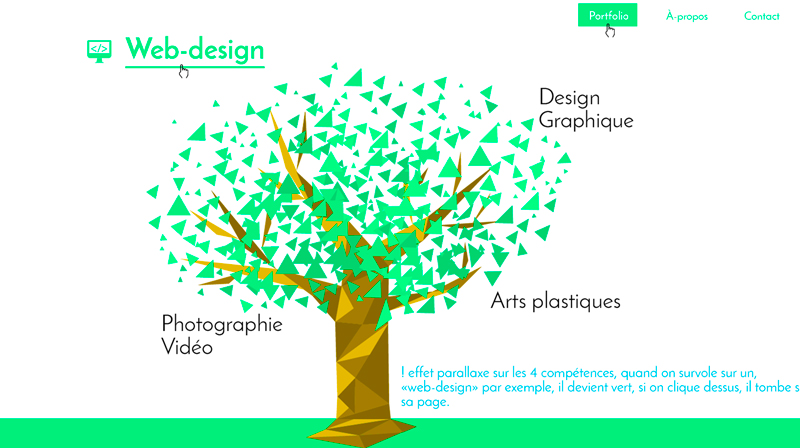 Portfolio
À-propos
Contact
</>
Web-design
Design
Graphique
Arts plastiques
Photographie
Vidéo
! effet parallaxe sur les 4 compétences, quand on survole sur un,
«web-design» par exemple, il devient vert, si on clique dessus, il tombe s
sa page.